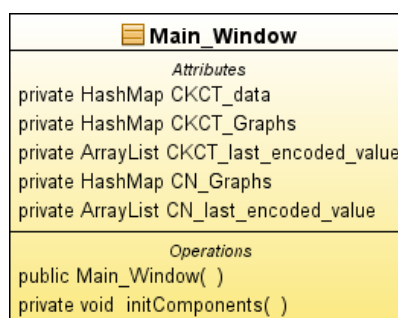 Main_Window
Attributes
private HashMap CKCT_data
private HashMap CKCT_Graphs
private ArrayList CKCT_last_encoded_value
private HashMap CN_Graphs
private ArrayList CN_last_encoded_value
Operations
public Main_Window( )
private void initComponents( )